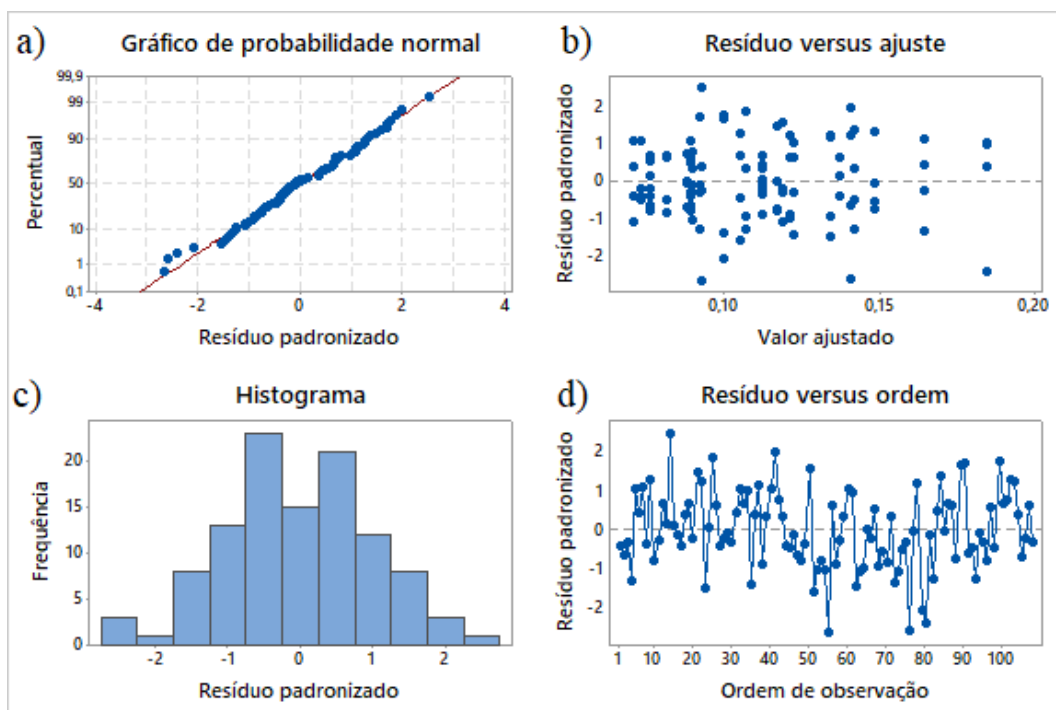 a)
Gráfico de probabilidade normal
Percentual
99,9
99
90
50
10
1
0,1
-4
-2
0
2
4
Resíduo padronizado
b)
Resíduo versus ajuste
Resíduo padronizado
2
1
0
-1
-2
0,10
0,15
0,20
Valor ajustado
c)
Histograma
Frequência
20
15
10
5
0
-2
-1
0
1
2
Resíduo padronizado
d)
Resíduo versus ordem
Resíduo padronizado
2
1
0
-1
-2
1
10
20
30
40
50
60
70
80
90
100
Ordem de observação